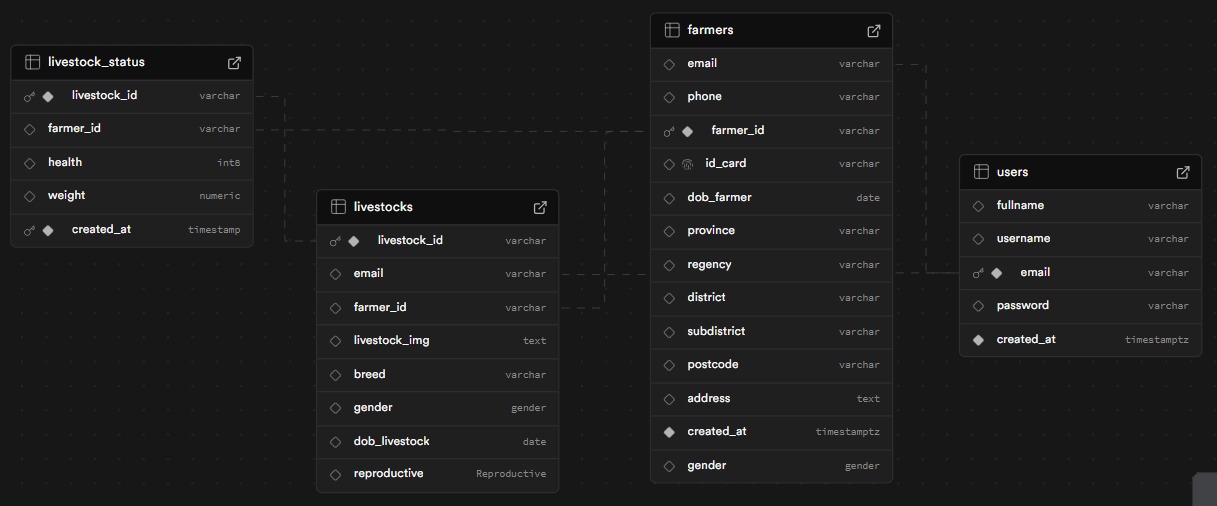 livestock_status
livestock_id varchar
farmer_id varchar
health int8
weight numeric
created_at timestamp
livestocks
livestock_id varchar
email varchar
farmer_id varchar
livestock_img text
breed varchar
gender gender
dob_livestock date
reproductive Reproductive
farmers
email varchar
phone varchar
farmer_id varchar
id_card varchar
dob_farmer date
province varchar
regency varchar
district varchar
subdistrict varchar
postcode varchar
address text
created_at timestamptz
gender gender
users
fullname varchar
username varchar
email varchar
password varchar
created_at timestamptz